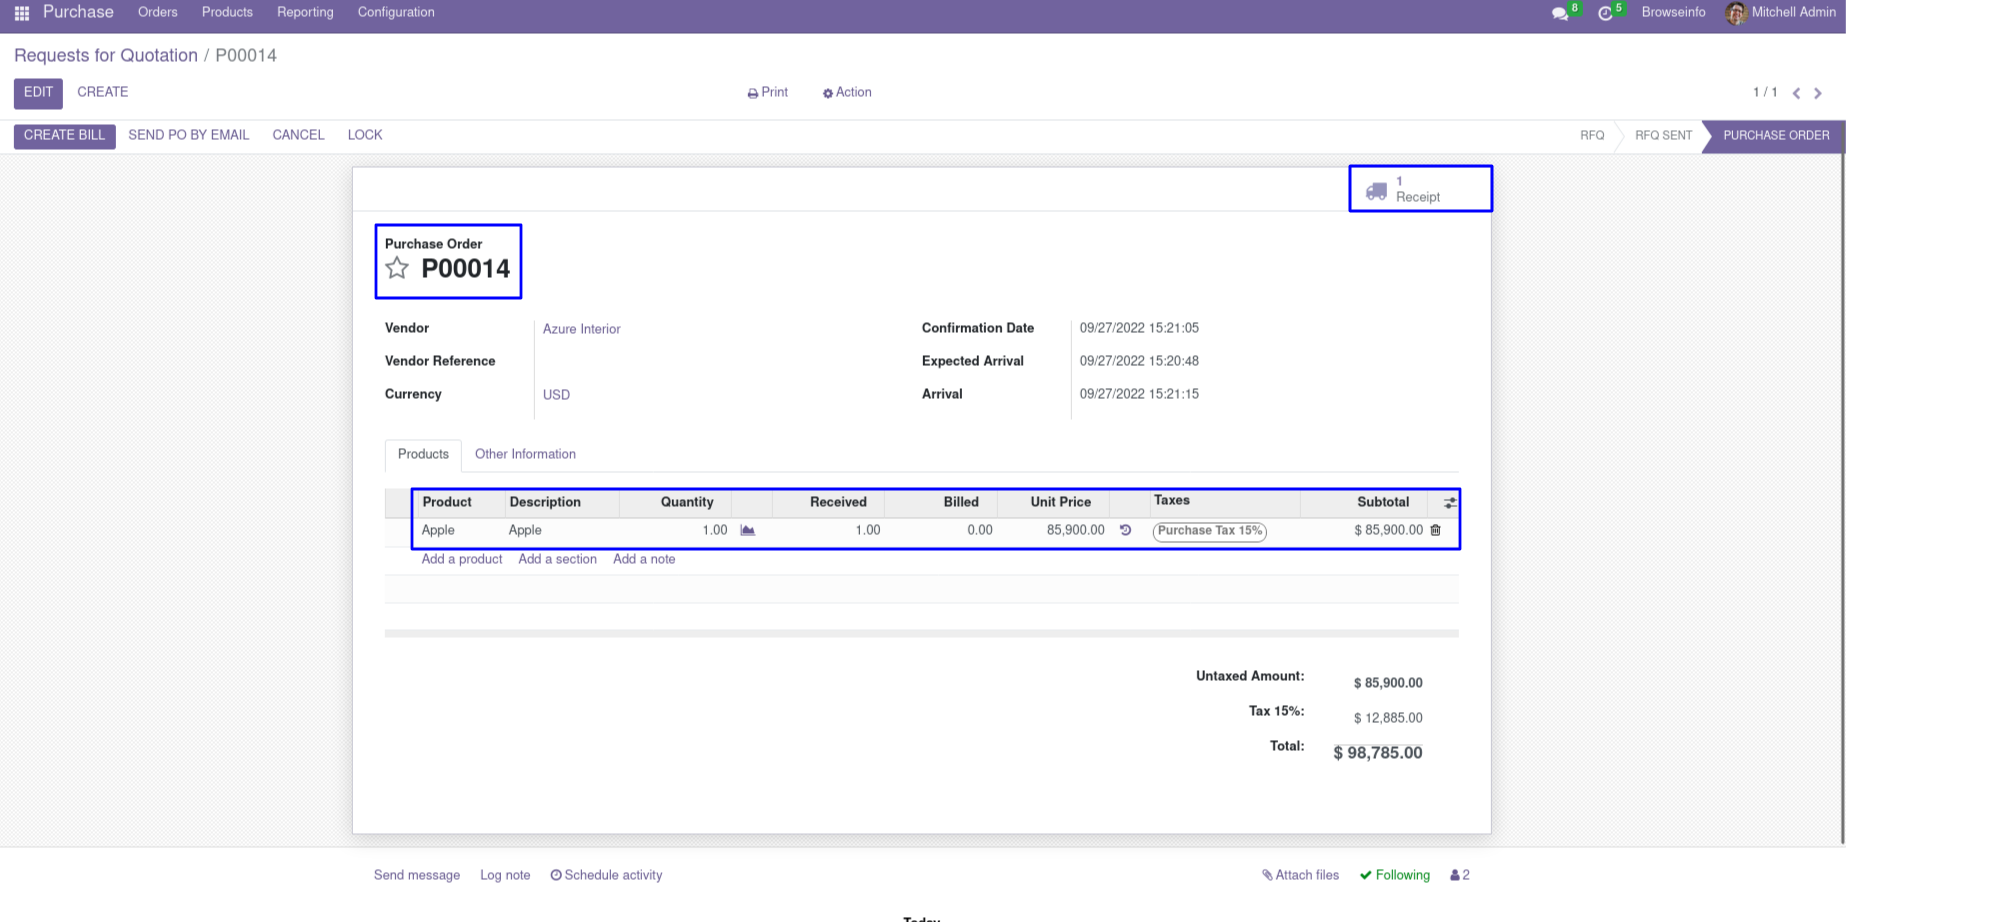 Purchase Orders Products Reporting Configuration 8 5 Browseinfo Mitchell Admin
Requests for Quotation / P00014
EDIT CREATE Print Action 1 / 1
CREATE BILL SEND PO BY EMAIL CANCEL LOCK RFQ RFQ SENT PURCHASE ORDER
1
Receipt
Purchase Order
P00014
Vendor Azure Interior Confirmation Date 09/27/2022 15:21:05
Vendor Reference Expected Arrival 09/27/2022 15:20:48
Currency USD Arrival 09/27/2022 15:21:15
Products Other Information
Product Description Quantity Received Billed Unit Price Taxes Subtotal
Apple Apple 1.00 1.00 0.00 85,900.00 Purchase Tax 15% $ 85,900.00
Add a product Add a section Add a note
Untaxed Amount: $ 85,900.00
Tax 15%: $ 12,885.00
Total: $ 98,785.00
Send message Log note Schedule activity Attach files Following 2